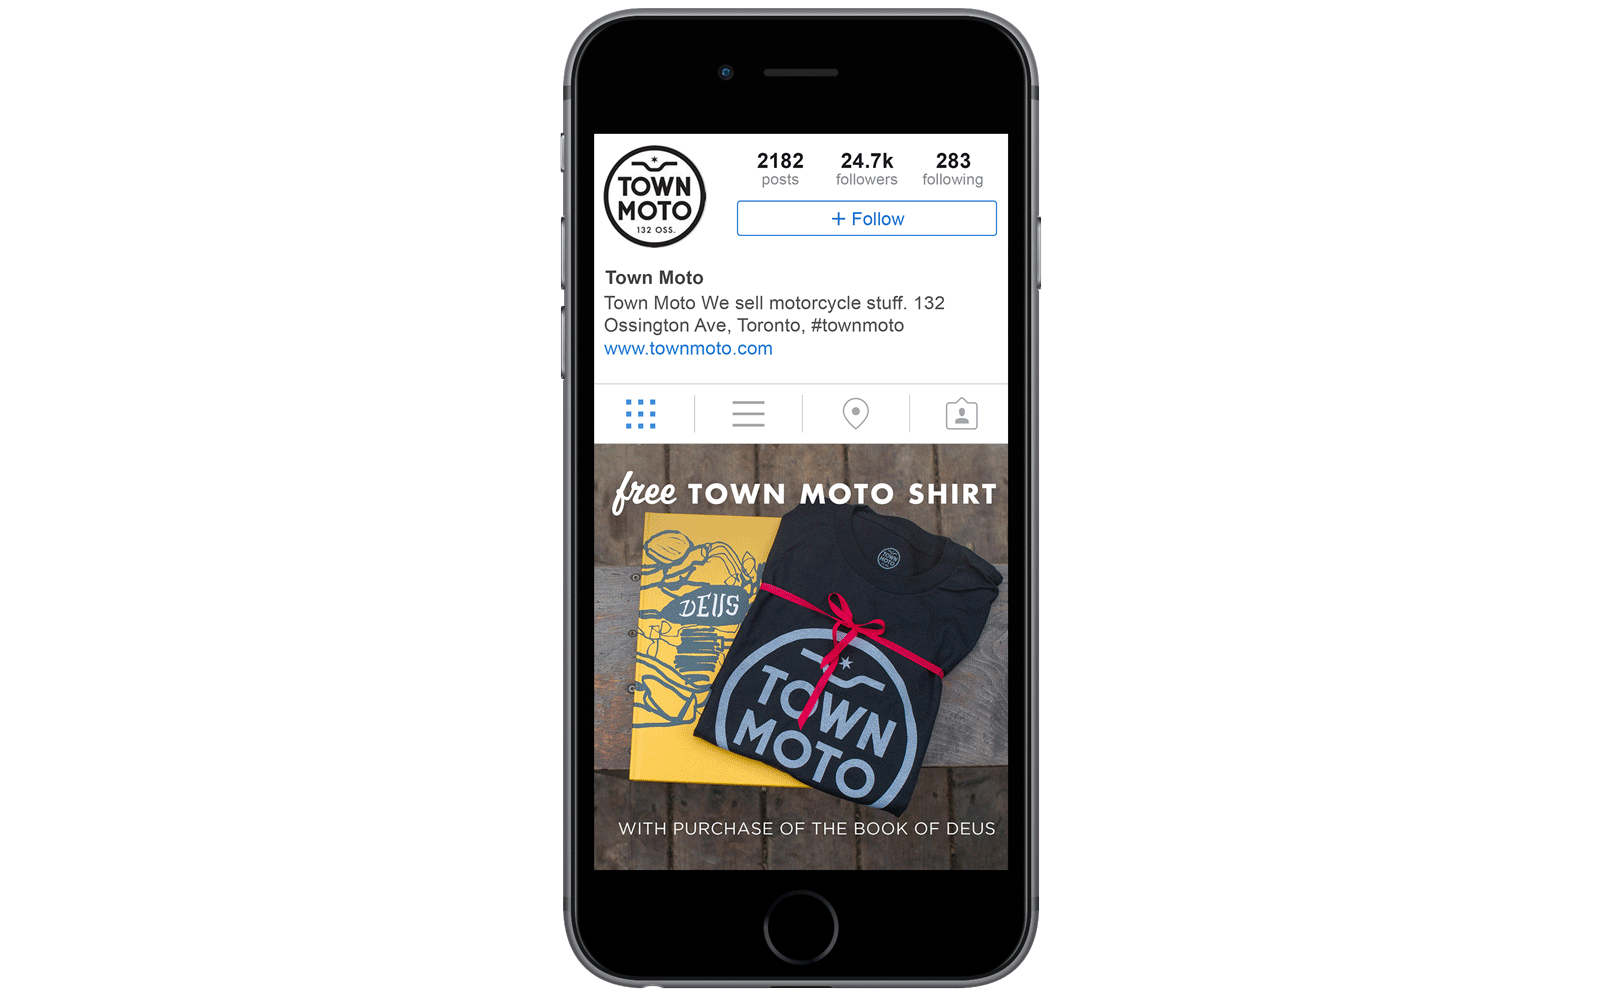 TOWN
MOTO
132 OSS.
2182
posts
24.7k
followers
283
following
+ Follow
Town Moto
Town Moto We sell motorcycle stuff. 132
Ossington Ave, Toronto, #townmoto
www.townmoto.com
free TOWN MOTO SHIRT
TOWN
MOTO
DEUS
TOWN
MOTO
WITH PURCHASE OF THE BOOK OF DEUS